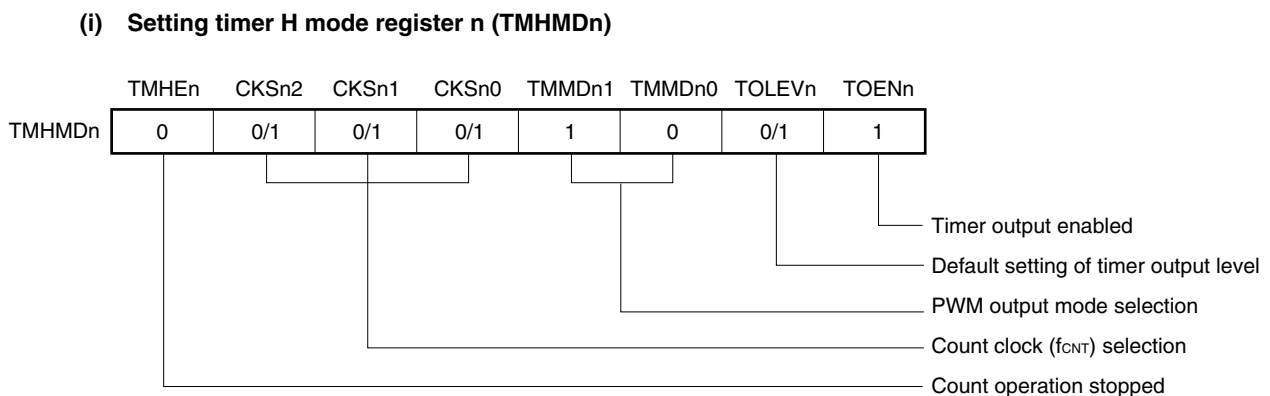 (i) Setting timer H mode register n (TMHMDn)
TMHEn CKSn2 CKSn1 CKSn0 TMMDn1 TMMDn0 TOLEVn TOENn
TMHMDn 0 0/1 0/1 0/1 1 0 0/1 1
Timer output enabled
Default setting of timer output level
PWM output mode selection
Count clock (fCNT) selection
Count operation stopped